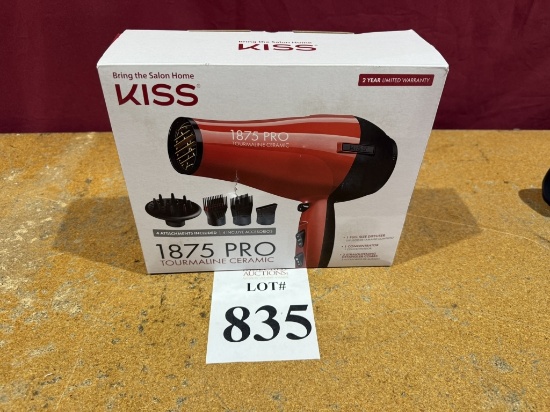 KISS
Bring the Salon Home
KISS®
2 YEAR LIMITED WARRANTY
1875 PRO
TOURMALINE CERAMIC
4 ATTACHMENTS INCLUDED
1875 PRO
TOURMALINE CERAMIC
AUCTIONS
LOT#
835